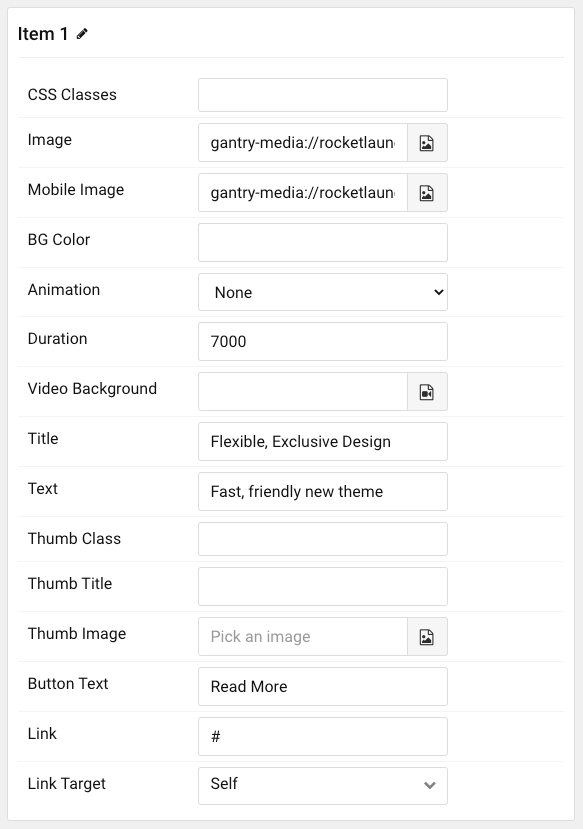 Item 1
CSS Classes
Image gantry-media://rocketlaun
Mobile Image gantry-media://rocketlaun
BG Color
Animation None
Duration 7000
Video Background
Title Flexible, Exclusive Design
Text Fast, friendly new theme
Thumb Class
Thumb Title
Thumb Image Pick an image
Button Text Read More
Link #
Link Target Self